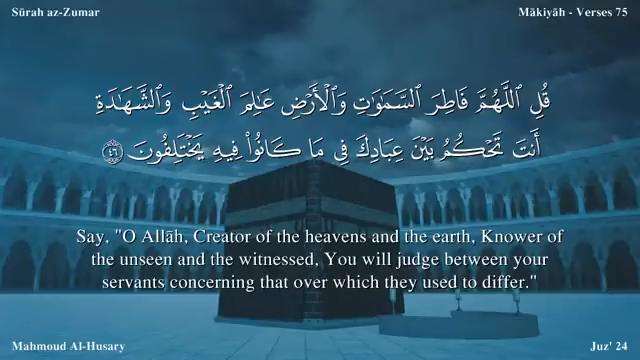 Sūrah az-Zumar
Mākiyāh - Verses 75
قُلِ ٱللَّهُمَّ فَاطِرَ ٱلسَّمَـٰوَٰتِ وَٱلْأَرْضِ عَـٰلِمَ ٱلْغَيْبِ وَٱلشَّهَـٰدَةِ
أَنتَ تَحْكُمُ بَيْنَ عِبَادِكَ فِى مَا كَانُوا۟ فِيهِ يَخْتَلِفُونَ ٤٦
Say, "O Allāh, Creator of the heavens and the earth, Knower of
the unseen and the witnessed, You will judge between your
servants concerning that over which they used to differ."
Mahmoud Al-Husary
Juz' 24